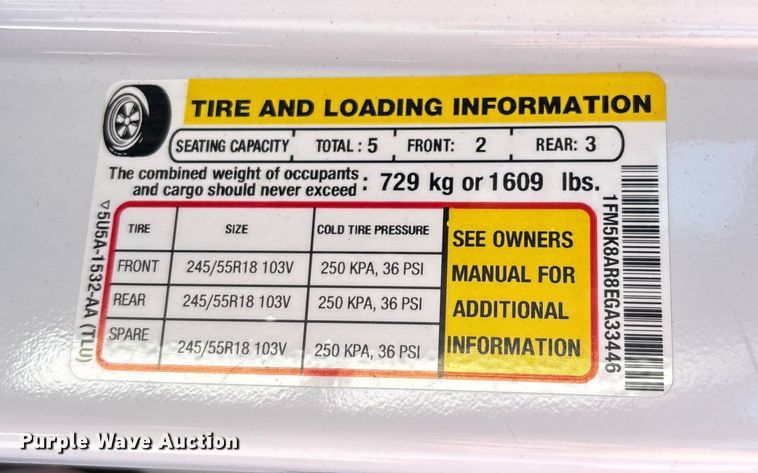 TIRE AND LOADING INFORMATION
SEATING CAPACITY TOTAL : 5 FRONT: 2 REAR: 3
The combined weight of occupants and cargo should never exceed : 729 kg or 1609 lbs.
TIRE SIZE COLD TIRE PRESSURE
FRONT 245/55R18 103V 250 KPA, 36 PSI
REAR 245/55R18 103V 250 KPA, 36 PSI
SPARE 245/55R18 103V 250 KPA, 36 PSI
SEE OWNERS
MANUAL FOR
ADDITIONAL
INFORMATION
5U5A-1532-AA (TLU)
1FM5K8AR8EGA33446
Purple Wave Auction